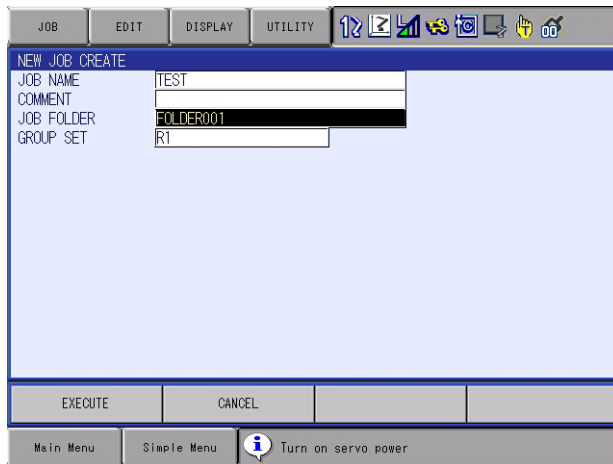 JOB EDIT DISPLAY UTILITY
NEW JOB CREATE
JOB NAME TEST
COMMENT
JOB FOLDER FOLDER001
GROUP SET R1
EXECUTE CANCEL
Main Menu Simple Menu Turn on servo power